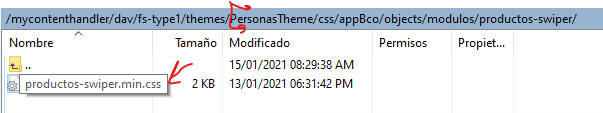 /mycontenthandler/dav/fs-type1/themes/PersonasTheme/css/appBco/objects/modulos/productos-swiper/
Nombre Tamaño Modificado Permisos Propiet...
.. 15/01/2021 08:29:38 AM
productos-swiper.min.css 2 KB 13/01/2021 06:31:42 PM